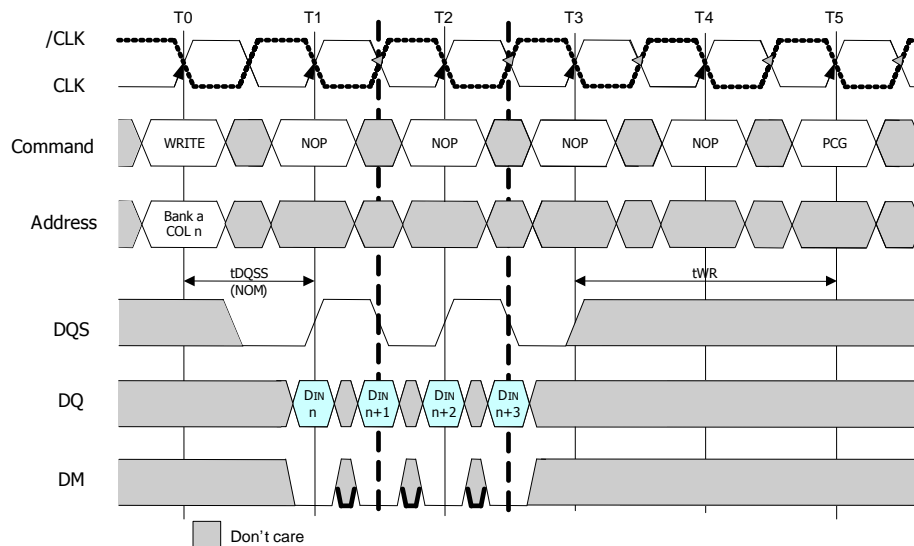 T0 T1 T2 T3 T4 T5
/CLK
CLK
Command WRITE NOP NOP NOP NOP PCG
Address Bank a
COL n
tDQSS
(NOM)
tWR
DQS
DQ DIN
n DIN
n+1 DIN
n+2 DIN
n+3
DM
Don't care